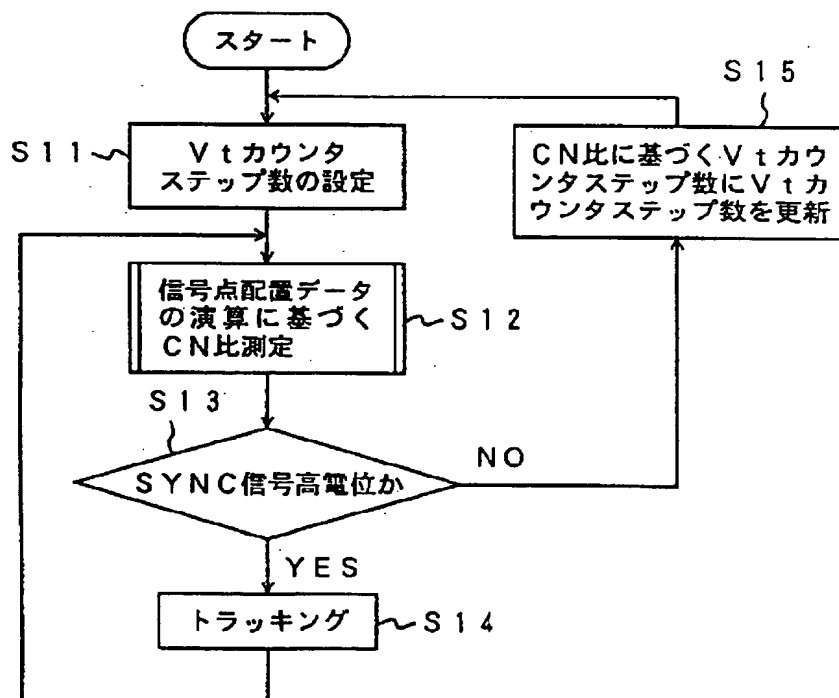 スタート
S15
S11
Vtカウンタ
ステップ数の設定
CN比に基づくVtカウ
ンタステップ数にVtカ
ウンタステップ数を更新
信号点配置データ
の演算に基づく
CN比測定
S12
S13
SYNC信号高電位か
NO
YES
トラッキング
S14